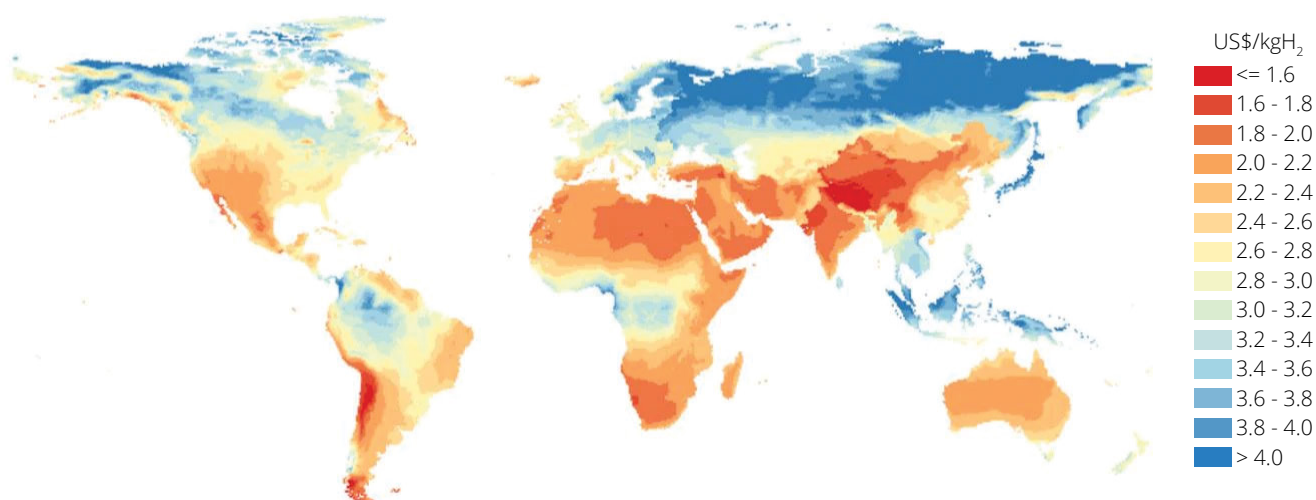 US$/kgH₂
<= 1.6
1.6 - 1.8
1.8 - 2.0
2.0 - 2.2
2.2 - 2.4
2.4 - 2.6
2.6 - 2.8
2.8 - 3.0
3.0 - 3.2
3.2 - 3.4
3.4 - 3.6
3.6 - 3.8
3.8 - 4.0
> 4.0